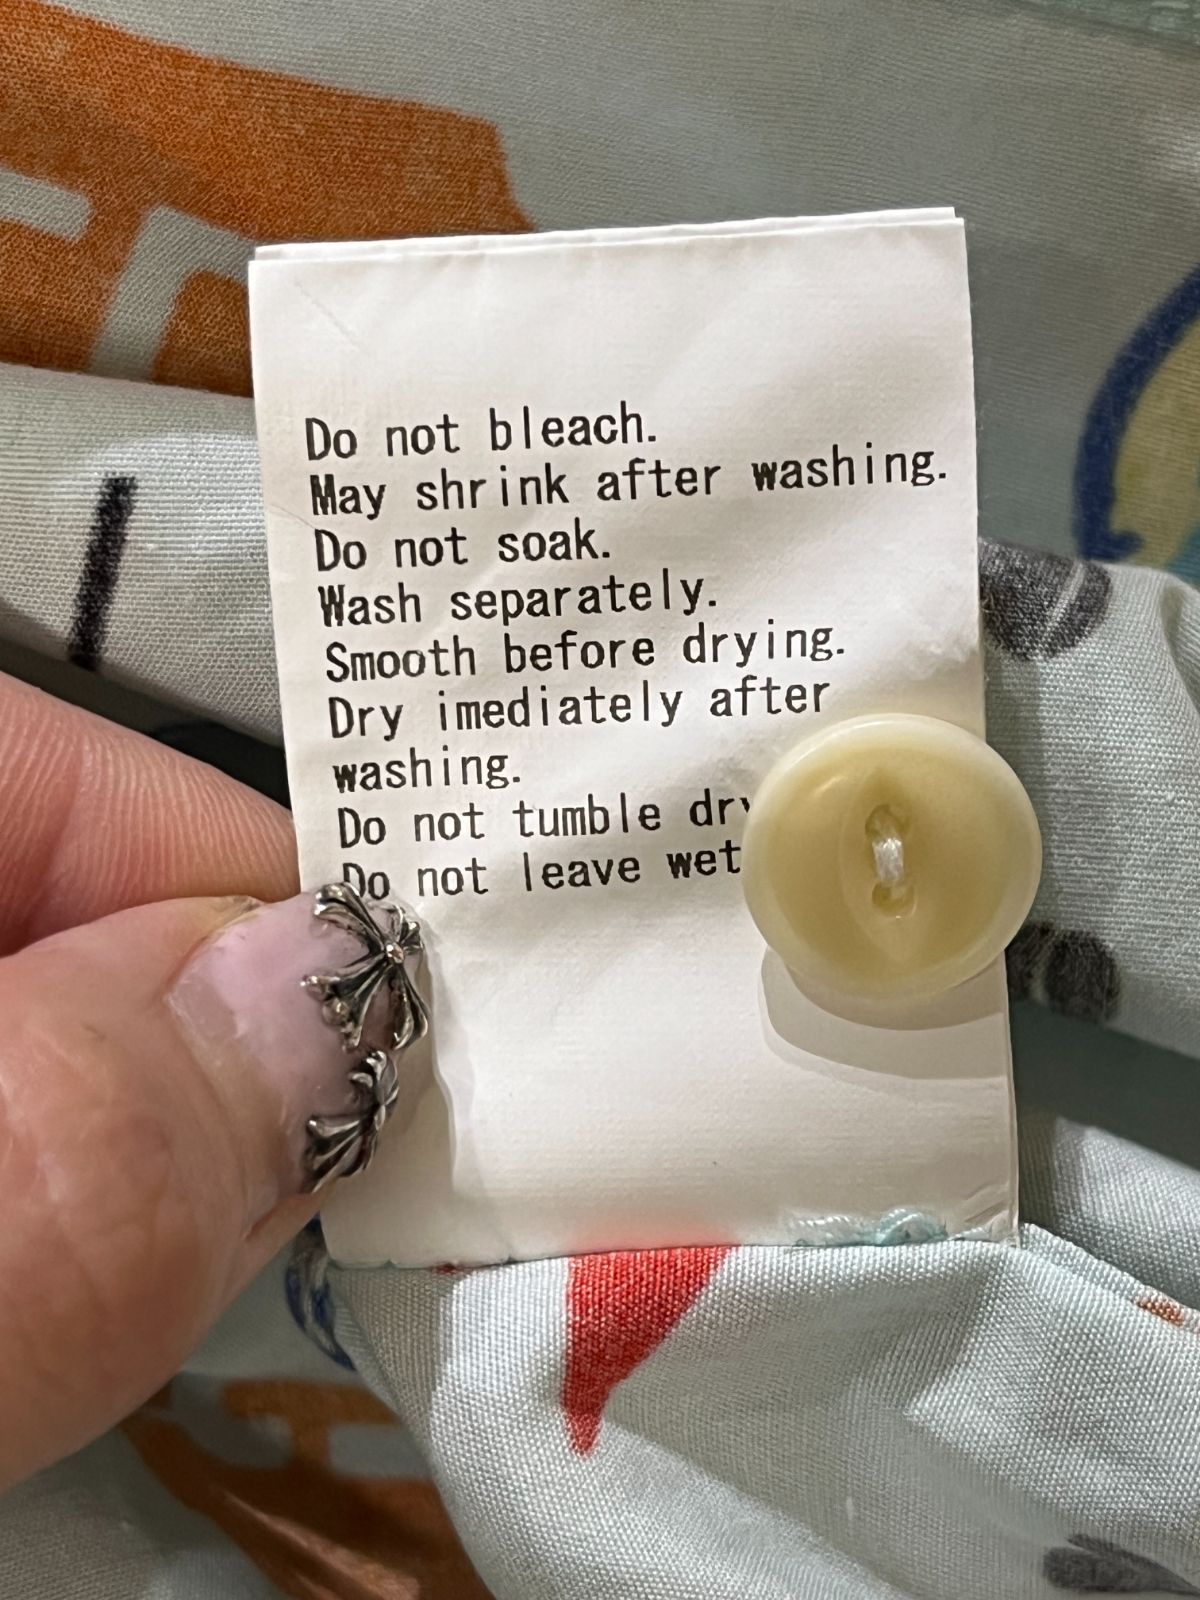 Do not bleach.
May shrink after washing.
Do not soak.
Wash separately.
Smooth before drying.
Dry imediately after
washing.
Do not tumble dry
Do not leave wet